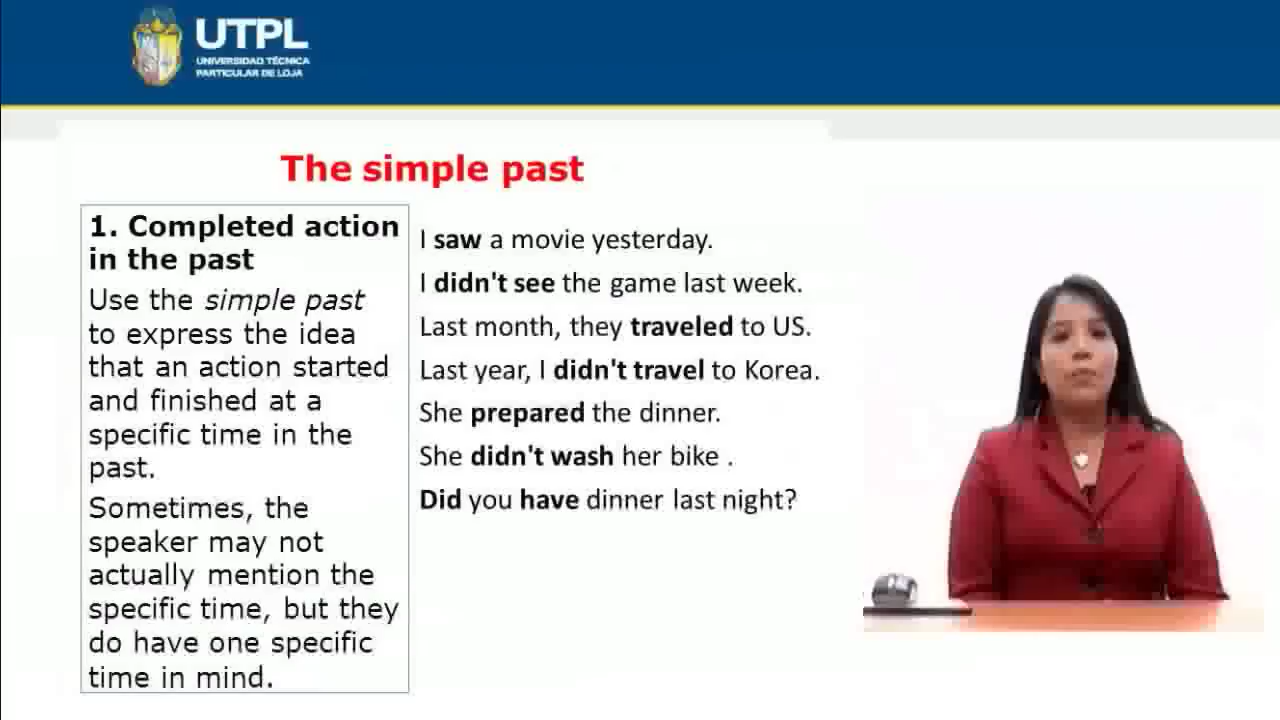 UTPL
UNIVERSIDAD TÉCNICA
PARTICULAR DE LOJA
The simple past
1. Completed action
in the past
Use the simple past
to express the idea
that an action started
and finished at a
specific time in the
past.
Sometimes, the
speaker may not
actually mention the
specific time, but they
do have one specific
time in mind.
I saw a movie yesterday.
I didn't see the game last week.
Last month, they traveled to US.
Last year, I didn't travel to Korea.
She prepared the dinner.
She didn't wash her bike .
Did you have dinner last night?